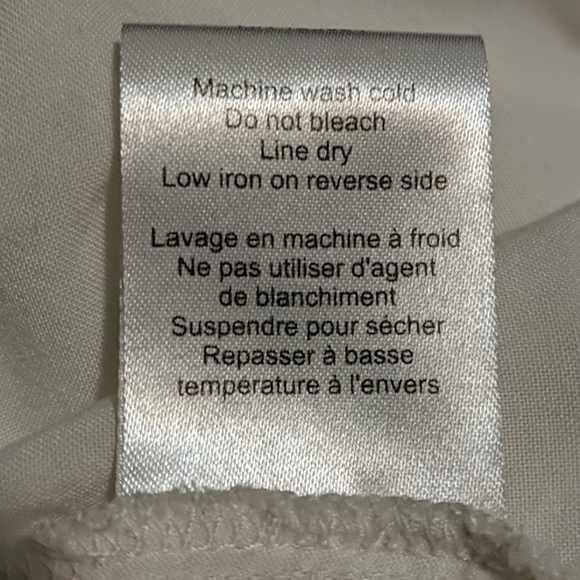 Machine wash cold
Do not bleach
Line dry
Low iron on reverse side
Lavage en machine à froid
Ne pas utiliser d'agent
de blanchiment
Suspendre pour sécher
Repasser à basse
température à l'envers